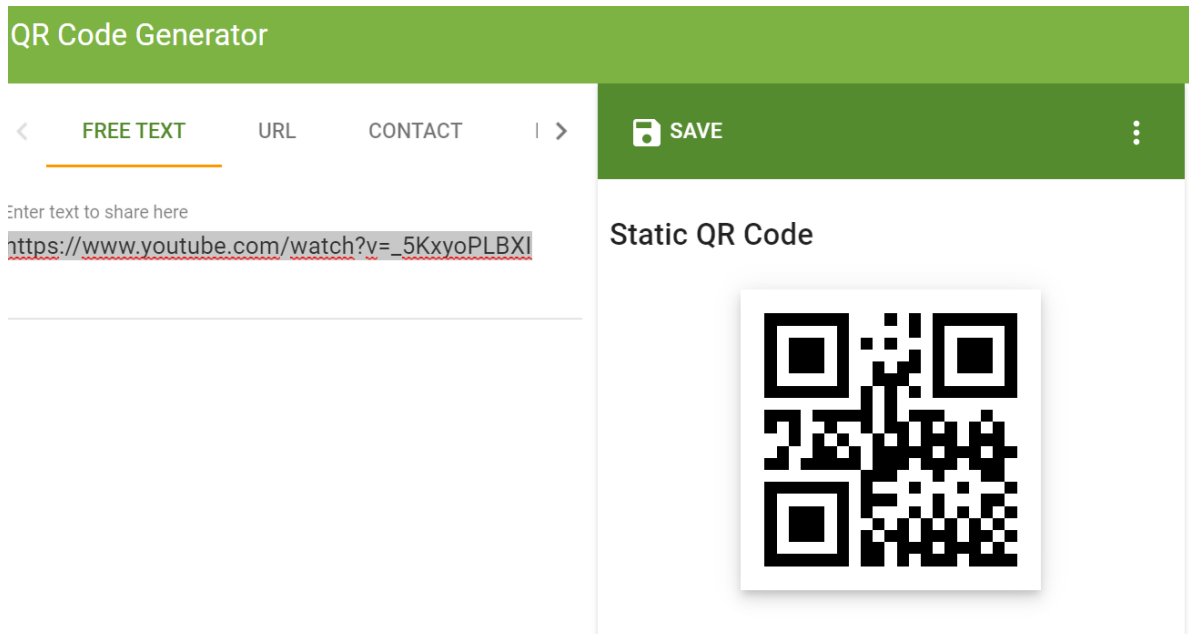 QR Code Generator
FREE TEXT
URL
CONTACT
SAVE
Enter text to share here
https://www.youtube.com/watch?v=_5KxyoPLBXI
Static QR Code